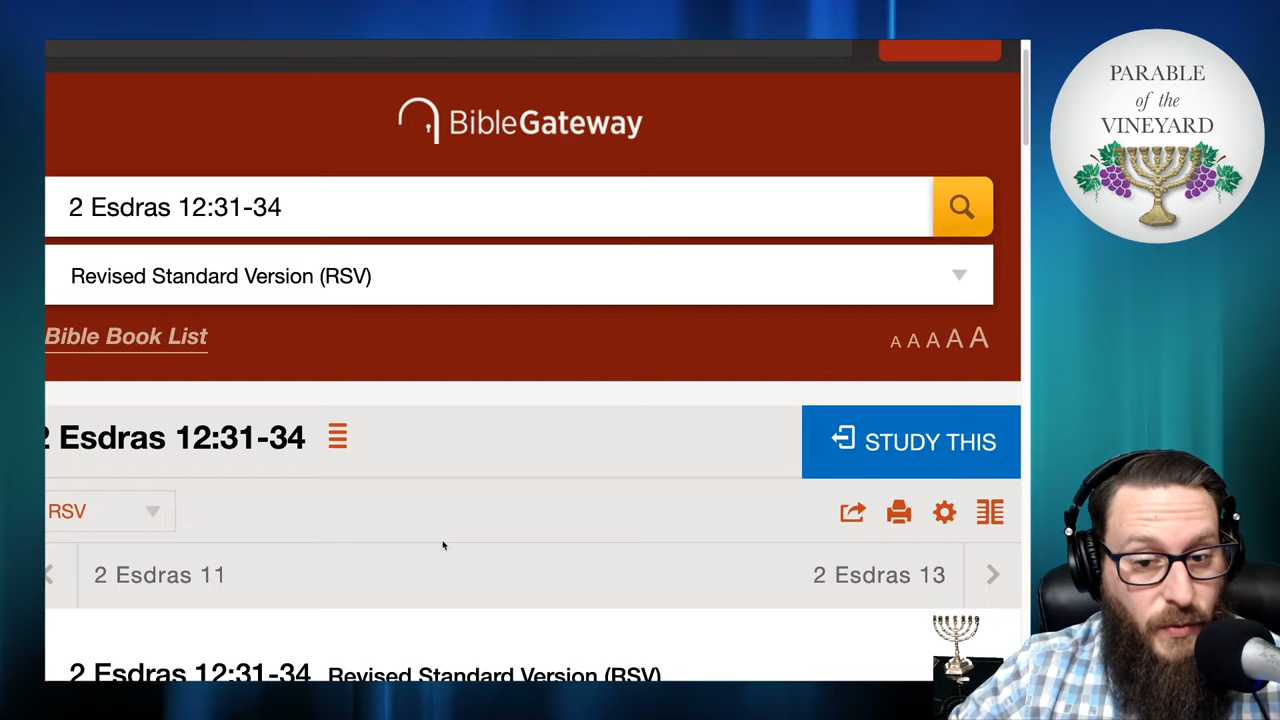 PARABLE
of the
VINEYARD
BibleGateway
2 Esdras 12:31-34
Revised Standard Version (RSV)
Bible Book List
A A A A A
2 Esdras 12:31-34
STUDY THIS
RSV
2 Esdras 11
2 Esdras 13
2 Esdras 12:31-34 Revised Standard Version (RSV)